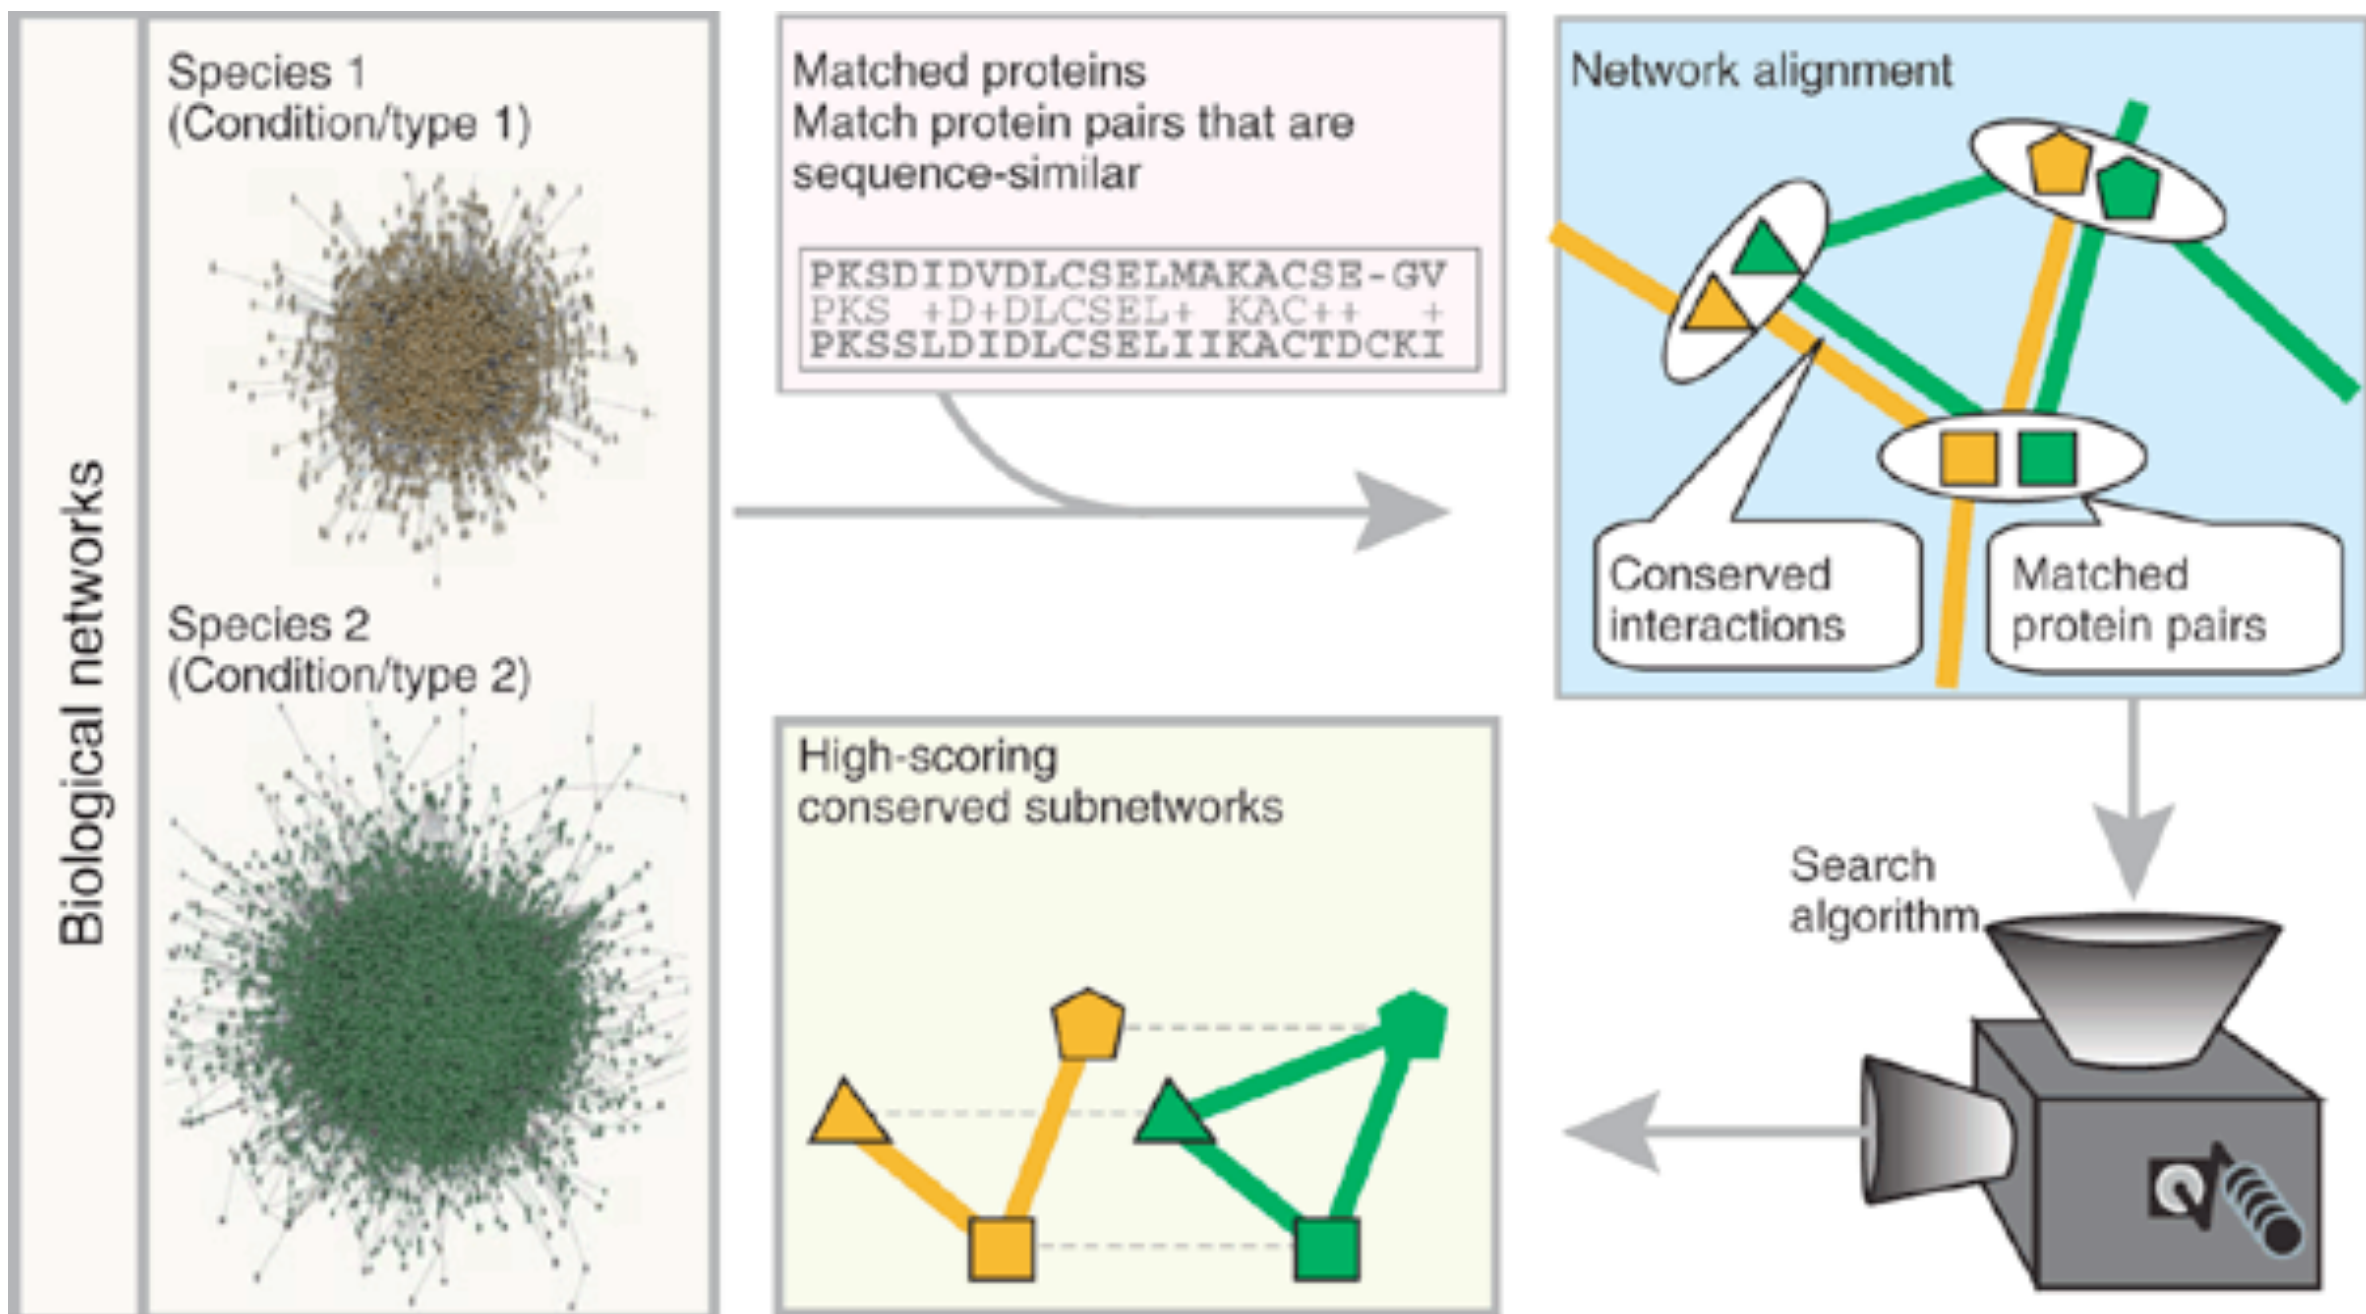 Biological networks
Species 1
(Condition/type 1)
Species 2
(Condition/type 2)
Matched proteins
Match protein pairs that are
sequence-similar
PKSDIDVDLCSELMAKACSE-GV
PKS +D+DLCSEL+ KAC++  +
PKSSLDIDLCSELIIKACTDCKI
Network alignment
Conserved
interactions
Matched
protein pairs
Search
algorithm
High-scoring
conserved subnetworks